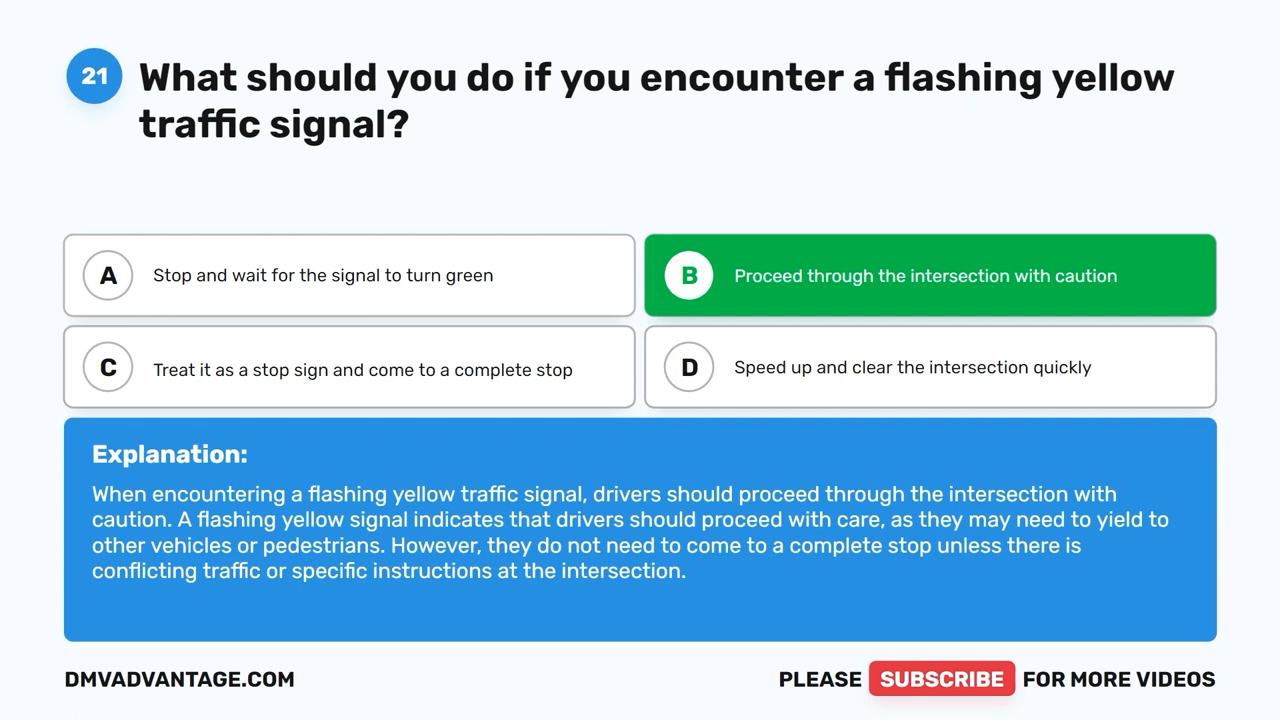 21
What should you do if you encounter a flashing yellow
traffic signal?
A
Stop and wait for the signal to turn green
B
Proceed through the intersection with caution
C
Treat it as a stop sign and come to a complete stop
D
Speed up and clear the intersection quickly
Explanation:
When encountering a flashing yellow traffic signal, drivers should proceed through the intersection with
caution. A flashing yellow signal indicates that drivers should proceed with care, as they may need to yield to
other vehicles or pedestrians. However, they do not need to come to a complete stop unless there is
conflicting traffic or specific instructions at the intersection.
DMVADVANTAGE.COM
PLEASE SUBSCRIBE FOR MORE VIDEOS